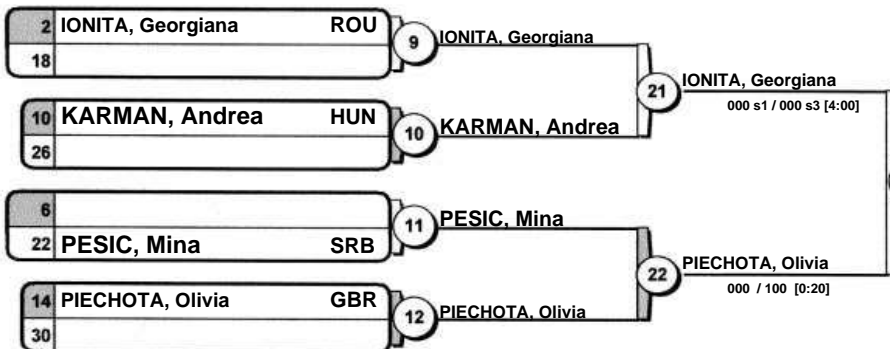 2 IONITA, Georgiana ROU
18
9 IONITA, Georgiana
10 KARMAN, Andrea HUN
26
10 KARMAN, Andrea
21 IONITA, Georgiana
000 s1 / 000 s3 [4:00]
6
22 PESIC, Mina SRB
11 PESIC, Mina
14 PIECHOTA, Olivia GBR
30
12 PIECHOTA, Olivia
22 PIECHOTA, Olivia
000 / 100 [0:20]